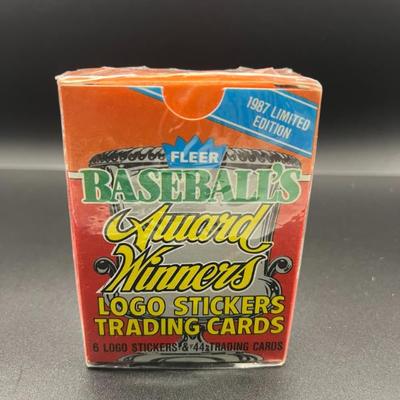 1987 LIMITED
EDITION
FLEER
BASEBALL'S
Award
Winners
LOGO STICKERS
TRADING CARDS
6 LOGO STICKERS & 44 TRADING CARDS